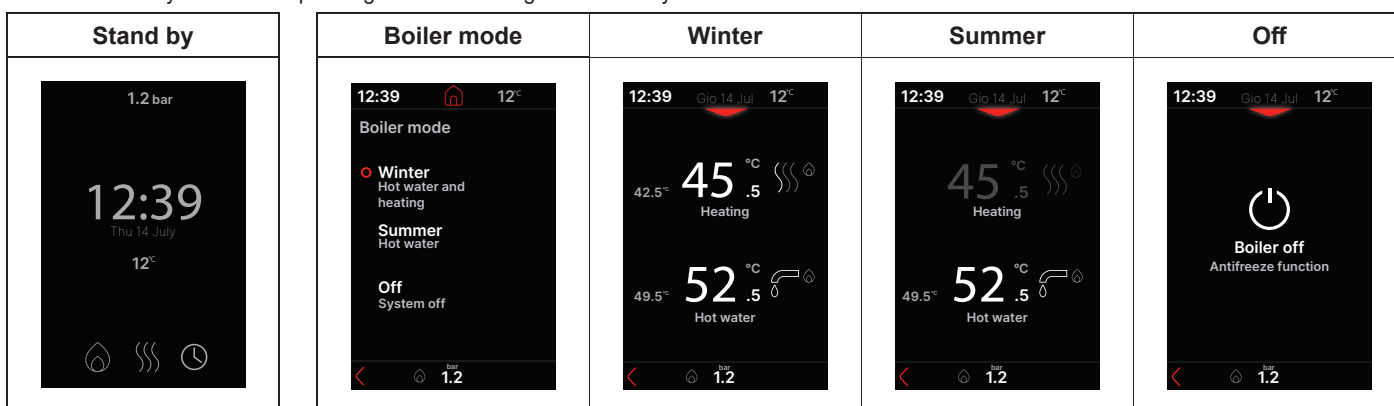 Stand by
1.2 bar
12:39
Thu 14 July
12°C
Boiler mode
12:39 12°C
Boiler mode
Winter
Hot water and
heating
Summer
Hot water
Off
System off
bar
1.2
Winter
12:39 Gio 14 Jul 12°C
42.5°C 45.5 °C
Heating
49.5°C 52.5 °C
Hot water
bar
1.2
Summer
12:39 Gio 14 Jul 12°C
45.5 °C
Heating
49.5°C 52.5 °C
Hot water
bar
1.2
Off
12:39 Gio 14 Jul 12°C
Boiler off
Antifreeze function
bar
1.2